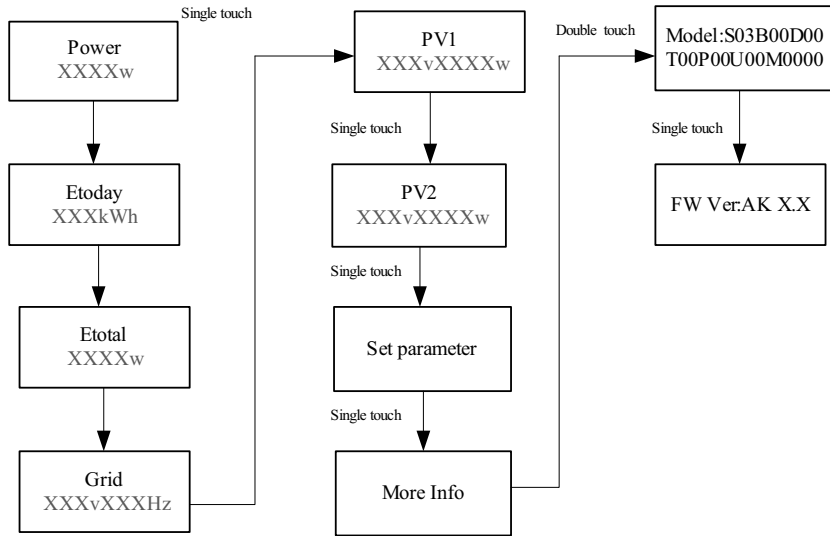 Single touch
Power
XXXXw
Etoday
XXXkWh
Etotal
XXXXw
Grid
XXXvXXXHz
PV1
XXXvXXXXw
Single touch
PV2
XXXvXXXXw
Single touch
Set parameter
Single touch
More Info
Double touch
Model:S03B00D00
T00P00U00M0000
Single touch
FW Ver:AK X.X